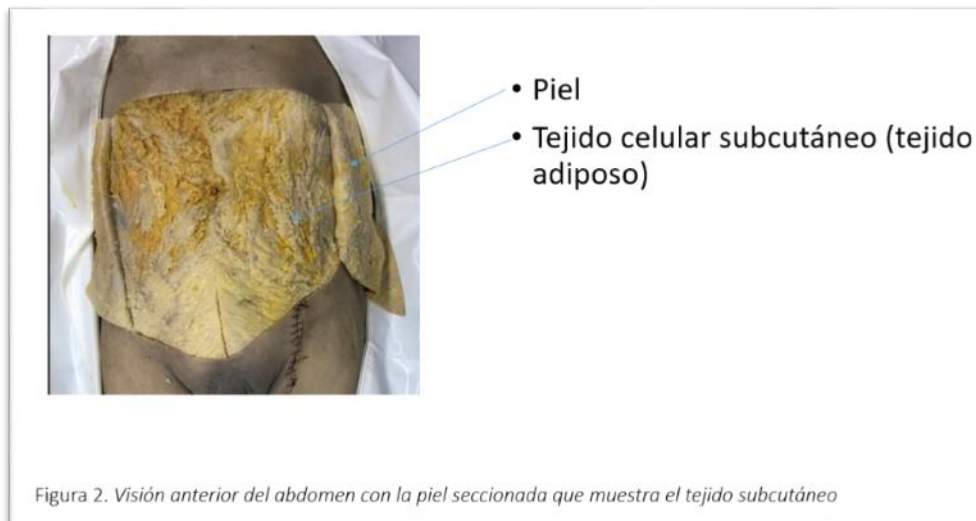 • Piel
• Tejido celular subcutáneo (tejido
adiposo)
Figura 2. Visión anterior del abdomen con la piel seccionada que muestra el tejido subcutáneo